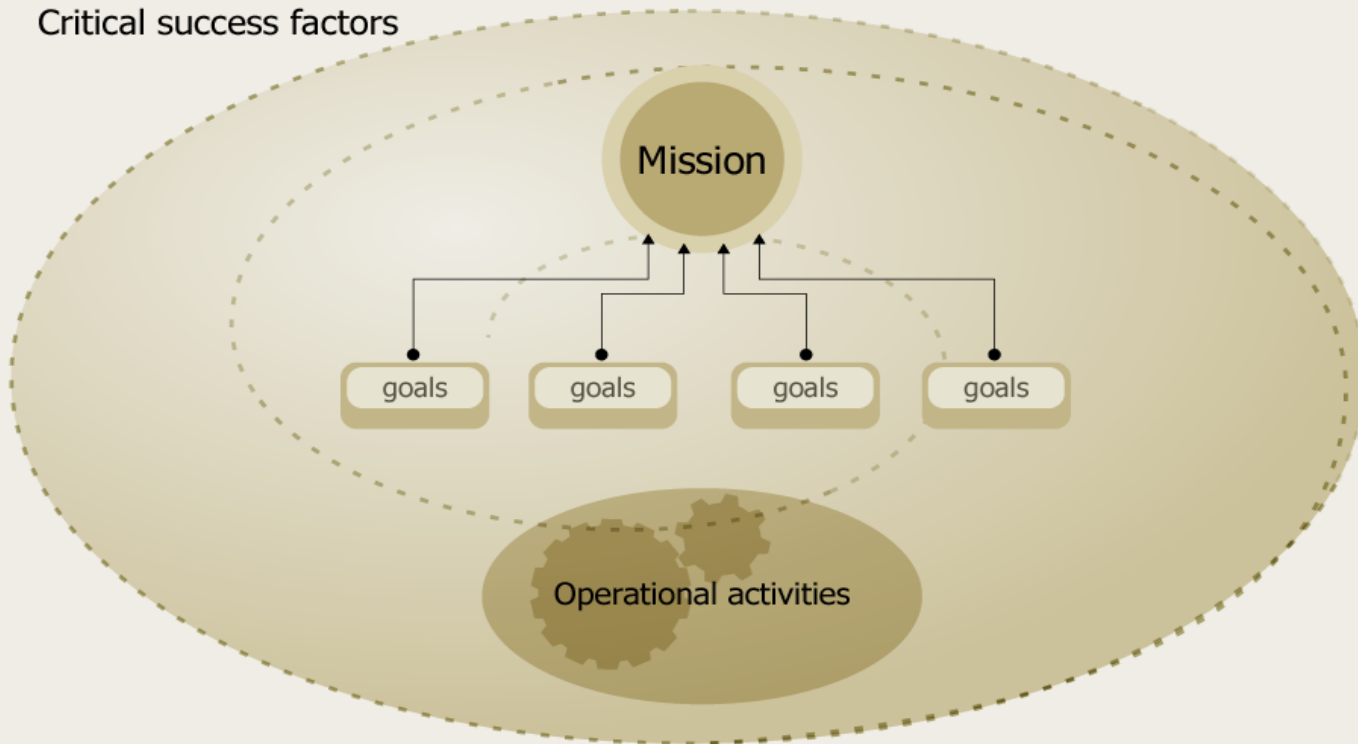 Critical success factors
Mission
goals
goals
goals
goals
Operational activities